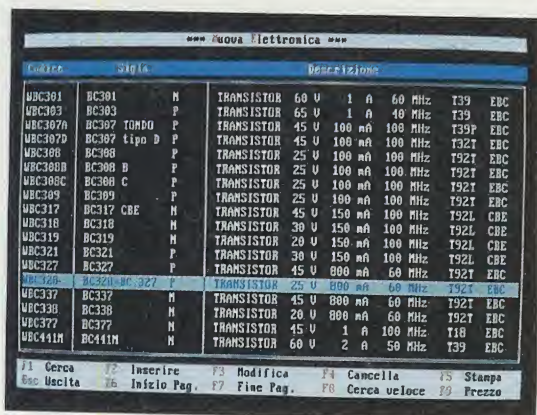 *** Nuova Elettronica ***
Codice Sigla Descrizione
WBC301 BC301 N TRANSISTOR 60 V 1 A 60 MHz T39 EBC
WBC303 BC303 P TRANSISTOR 65 V 1 A 40 MHz T39 EBC
WBC307A BC307 TONDO P TRANSISTOR 45 V 100 mA 100 MHz T39P EBC
WBC307D BC307 tipo D P TRANSISTOR 45 V 100 mA 100 MHz T32T EBC
WBC308 BC308 P TRANSISTOR 25 V 100 mA 100 MHz T92T EBC
WBC308B BC308 B P TRANSISTOR 25 V 100 mA 100 MHz T92T EBC
WBC308C BC308 C P TRANSISTOR 25 V 100 mA 100 MHz T92T EBC
WBC309 BC309 P TRANSISTOR 25 V 100 mA 100 MHz T92T EBC
WBC317 BC317 CBE N TRANSISTOR 45 V 150 mA 100 MHz T92L CBE
WBC318 BC318 N TRANSISTOR 30 V 150 mA 100 MHz T92L CBE
WBC319 BC319 N TRANSISTOR 20 V 150 mA 100 MHz T92L CBE
WBC321 BC321 P TRANSISTOR 30 V 150 mA 100 MHz T92L CBE
WBC327 BC327 P TRANSISTOR 45 V 800 mA 60 MHz T92T EBC
WBC328- BC328-BC 327 P TRANSISTOR 25 V 800 mA 60 MHz T92T EBC
WBC337 BC337 N TRANSISTOR 45 V 800 mA 60 MHz T92T EBC
WBC338 BC338 N TRANSISTOR 20 V 800 mA 60 MHz T92T EBC
WBC377 BC377 N TRANSISTOR 45 V 1 A 100 MHz T18 EBC
WBC441M BC441M N TRANSISTOR 60 V 2 A 50 MHz T39 EBC
F1 Cerca F2 Inserire F3 Modifica F4 Cancella F5 Stampa
Esc Uscita F6 Inizio Pag. F7 Fine Pag. F8 Cerca veloce F9 Prezzo